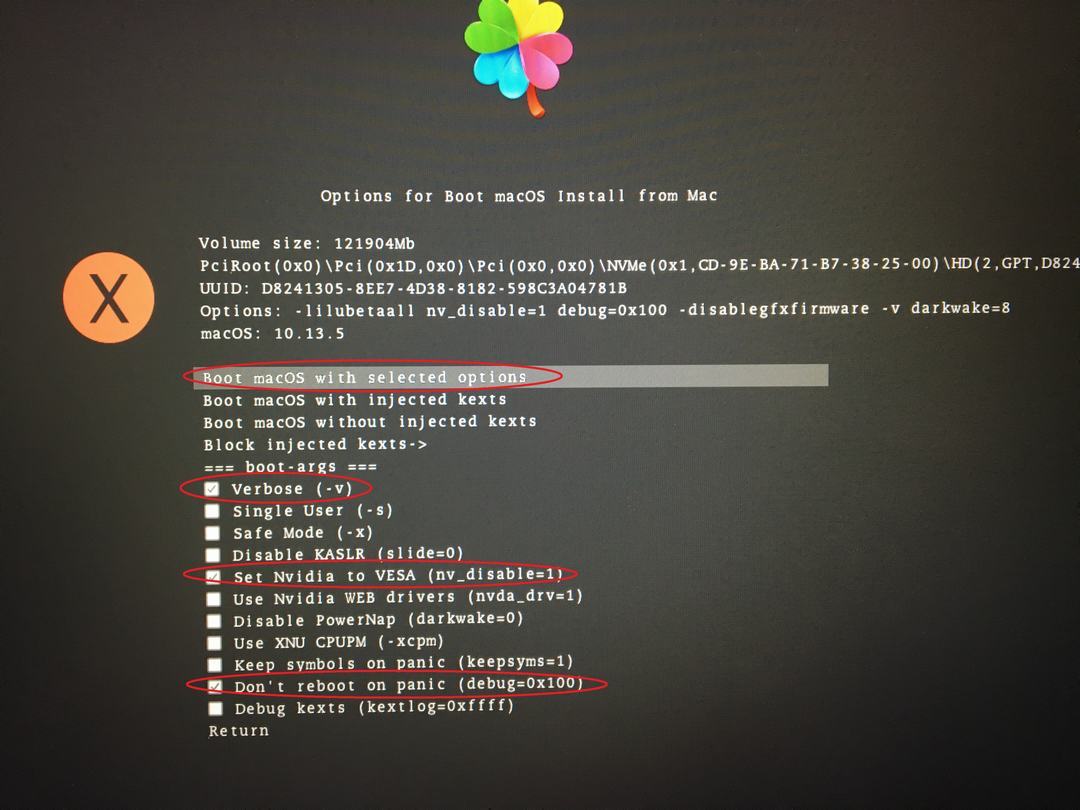 Options for Boot macOS Install from Mac
Volume size: 121904Mb
PciRoot(0x0)\Pci(0x1D,0x0)\Pci(0x0,0x0)\NVMe(0x1,CD-9E-BA-71-B7-38-25-00)\HD(2,GPT,D824
UUID: D8241305-8EE7-4D38-8182-598C3A04781B
Options: -lilubetaall nv_disable=1 debug=0x100 -disablegfxfirmware -v darkwake=8
macOS: 10.13.5
X
Boot macOS with selected options
Boot macOS with injected kexts
Boot macOS without injected kexts
Block injected kexts->
=== boot-args ===
Verbose (-v)
Single User (-s)
Safe Mode (-x)
Disable KASLR (slide=0)
Set Nvidia to VESA (nv_disable=1)
Use Nvidia WEB drivers (nvda_drv=1)
Disable PowerNap (darkwake=0)
Use XNU CPUPM (-xcpm)
Keep symbols on panic (keepsyms=1)
Don't reboot on panic (debug=0x100)
Debug kexts (kextlog=0xffff)
Return